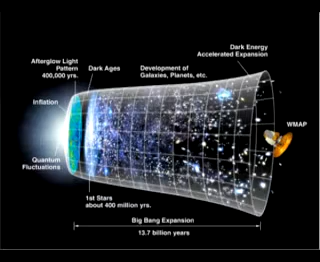 Dark Energy
Accelerated Expansion
Afterglow Light
Pattern
400,000 yrs.
Dark Ages
Development of
Galaxies, Planets, etc.
Inflation
WMAP
Quantum
Fluctuations
1st Stars
about 400 million yrs.
Big Bang Expansion
13.7 billion years